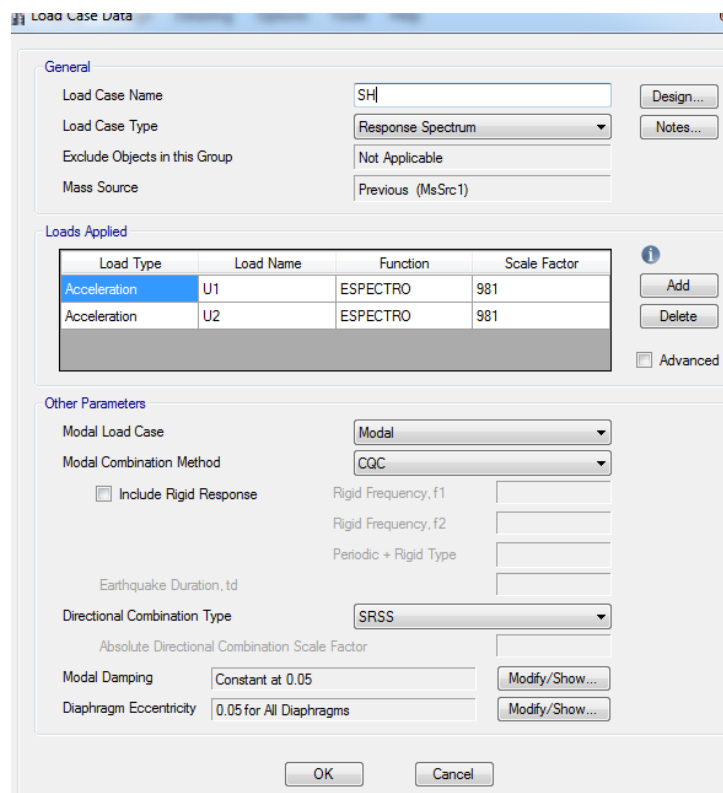 Load Case Data
General
Load Case Name SH Design...
Load Case Type Response Spectrum Notes...
Exclude Objects in this Group Not Applicable
Mass Source Previous (MsSrc1)
Loads Applied
Load Type Load Name Function Scale Factor
Acceleration U1 ESPECTRO 981 Add
Acceleration U2 ESPECTRO 981 Delete
Advanced
Other Parameters
Modal Load Case Modal
Modal Combination Method CQC
Include Rigid Response Rigid Frequency, f1
Rigid Frequency, f2
Periodic + Rigid Type
Earthquake Duration, td
Directional Combination Type SRSS
Absolute Directional Combination Scale Factor
Modal Damping Constant at 0.05 Modify/Show...
Diaphragm Eccentricity 0.05 for All Diaphragms Modify/Show...
OK Cancel